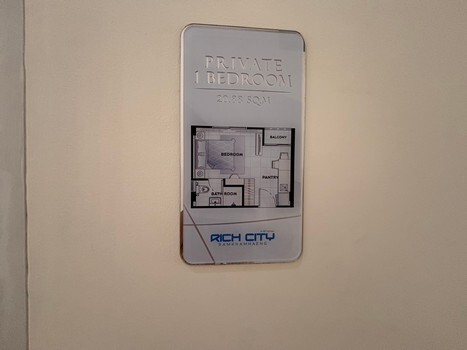 PRIVATE
1 BEDROOM
BALCONY
BEDROOM
PANTRY
BATH ROOM
RICH CITY